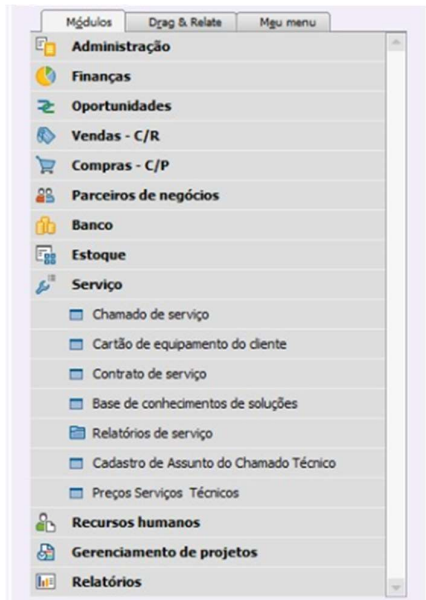 Módulos Drag & Relate Meu menu
Administração
Finanças
Oportunidades
Vendas - C/R
Compras - C/P
Parceiros de negócios
Banco
Estoque
Serviço
Chamado de serviço
Cartão de equipamento do cliente
Contrato de serviço
Base de conhecimentos de soluções
Relatórios de serviço
Cadastro de Assunto do Chamado Técnico
Preços Serviços Técnicos
Recursos humanos
Gerenciamento de projetos
Relatórios